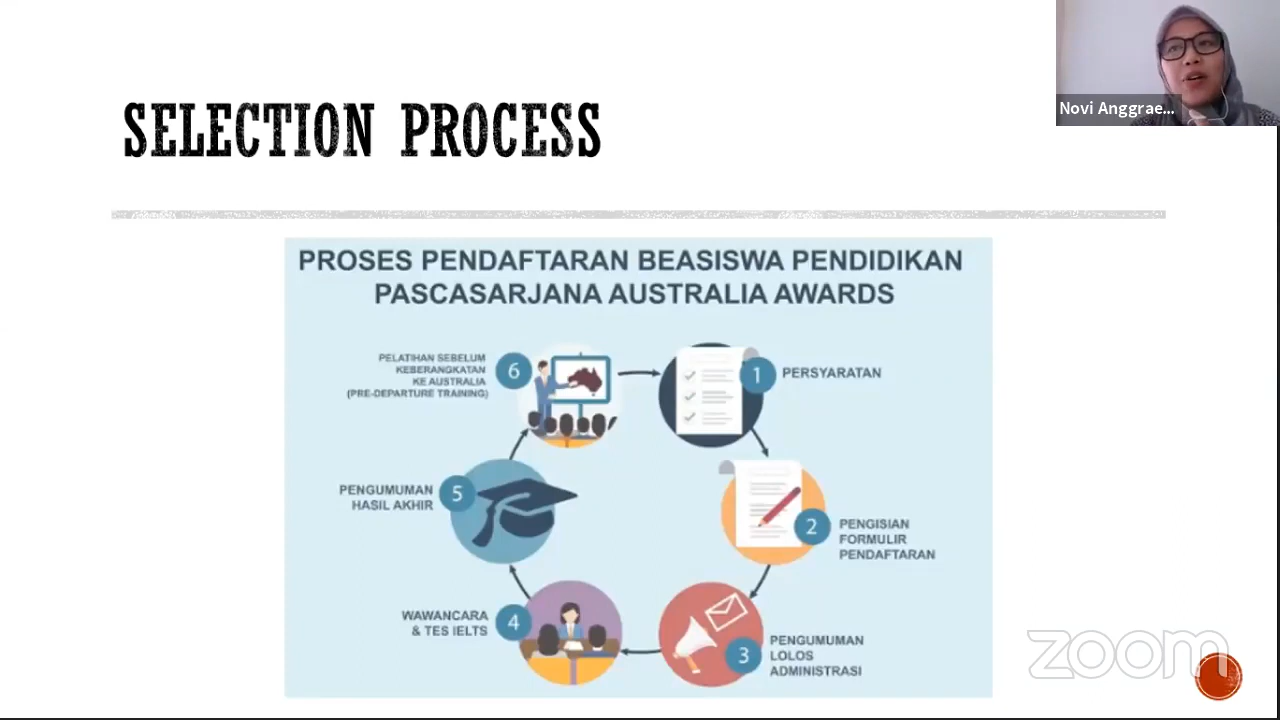 Novi Anggrae...
SELECTION PROCESS
PROSES PENDAFTARAN BEASISWA PENDIDIKAN
PASCASARJANA AUSTRALIA AWARDS
1
PERSYARATAN
2
PENGISIAN
FORMULIR
PENDAFTARAN
3
PENGUMUMAN
LOLOS
ADMINISTRASI
4
WAWANCARA
& TES IELTS
5
PENGUMUMAN
HASIL AKHIR
6
PELATIHAN SEBELUM
KEBERANGKATAN
KE AUSTRALIA
(PRE-DEPARTURE TRAINING)
zoom